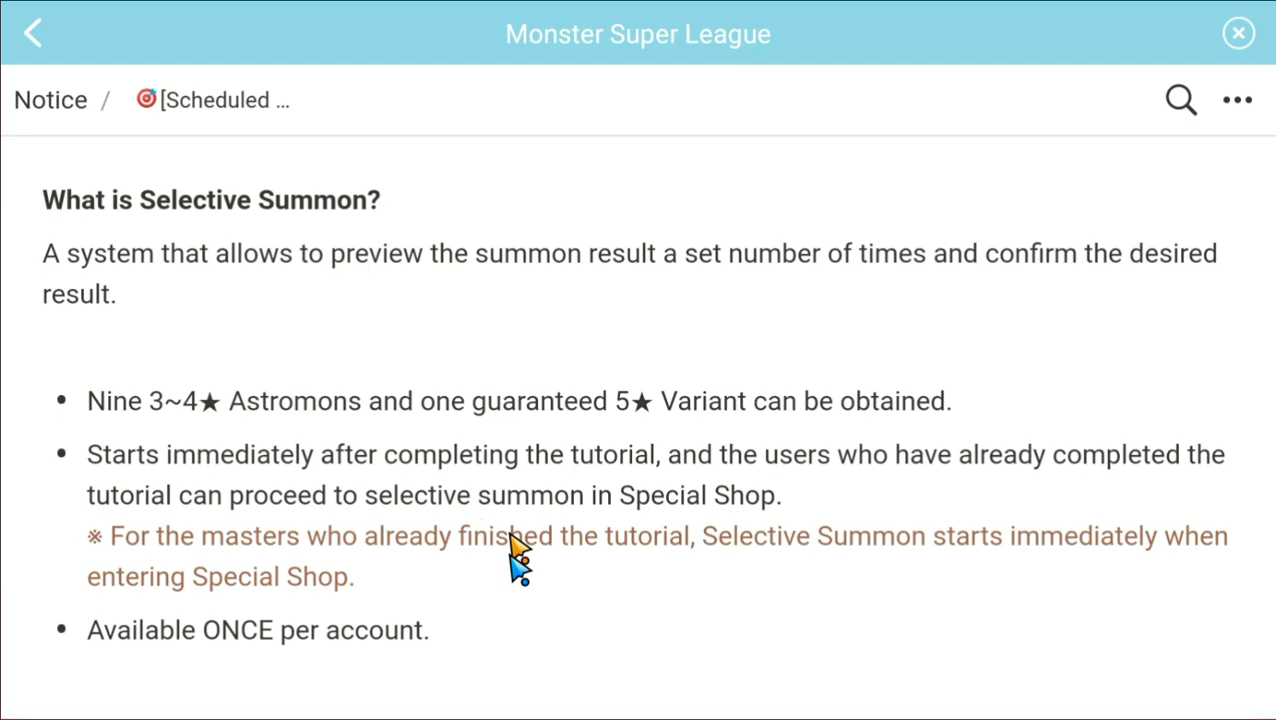 Monster Super League
Notice / 🎯[Scheduled ...
What is Selective Summon?
A system that allows to preview the summon result a set number of times and confirm the desired
result.
• Nine 3~4★ Astromons and one guaranteed 5★ Variant can be obtained.
• Starts immediately after completing the tutorial, and the users who have already completed the
tutorial can proceed to selective summon in Special Shop.
※ For the masters who already finished the tutorial, Selective Summon starts immediately when
entering Special Shop.
• Available ONCE per account.